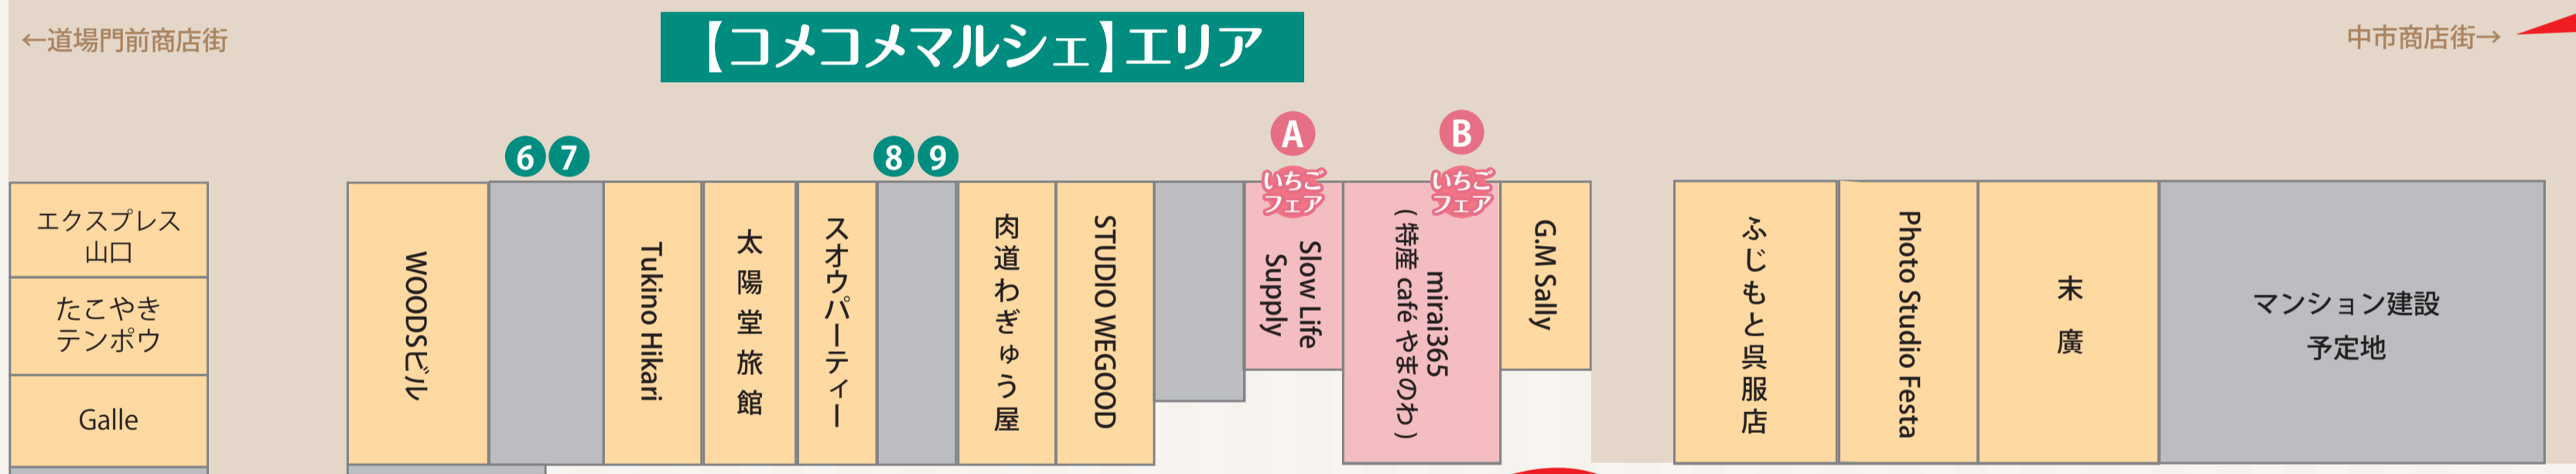 ←道場門前商店街
【コメコメマルシェ】エリア
中市商店街→
6 7
8 9
A
B
いちご
フェア
いちご
フェア
エクスプレス
山口
たこやき
テンポウ
Galle
WOODSビル
Tukino Hikari
太陽堂旅館
スオウパーティー
肉道わぎゅう屋
STUDIO WEGOOD
Slow Life
Supply
mirai365
(特産 café やまのわ)
G.M Sally
ふじもと呉服店
Photo Studio Festa
末廣
マンション建設
予定地